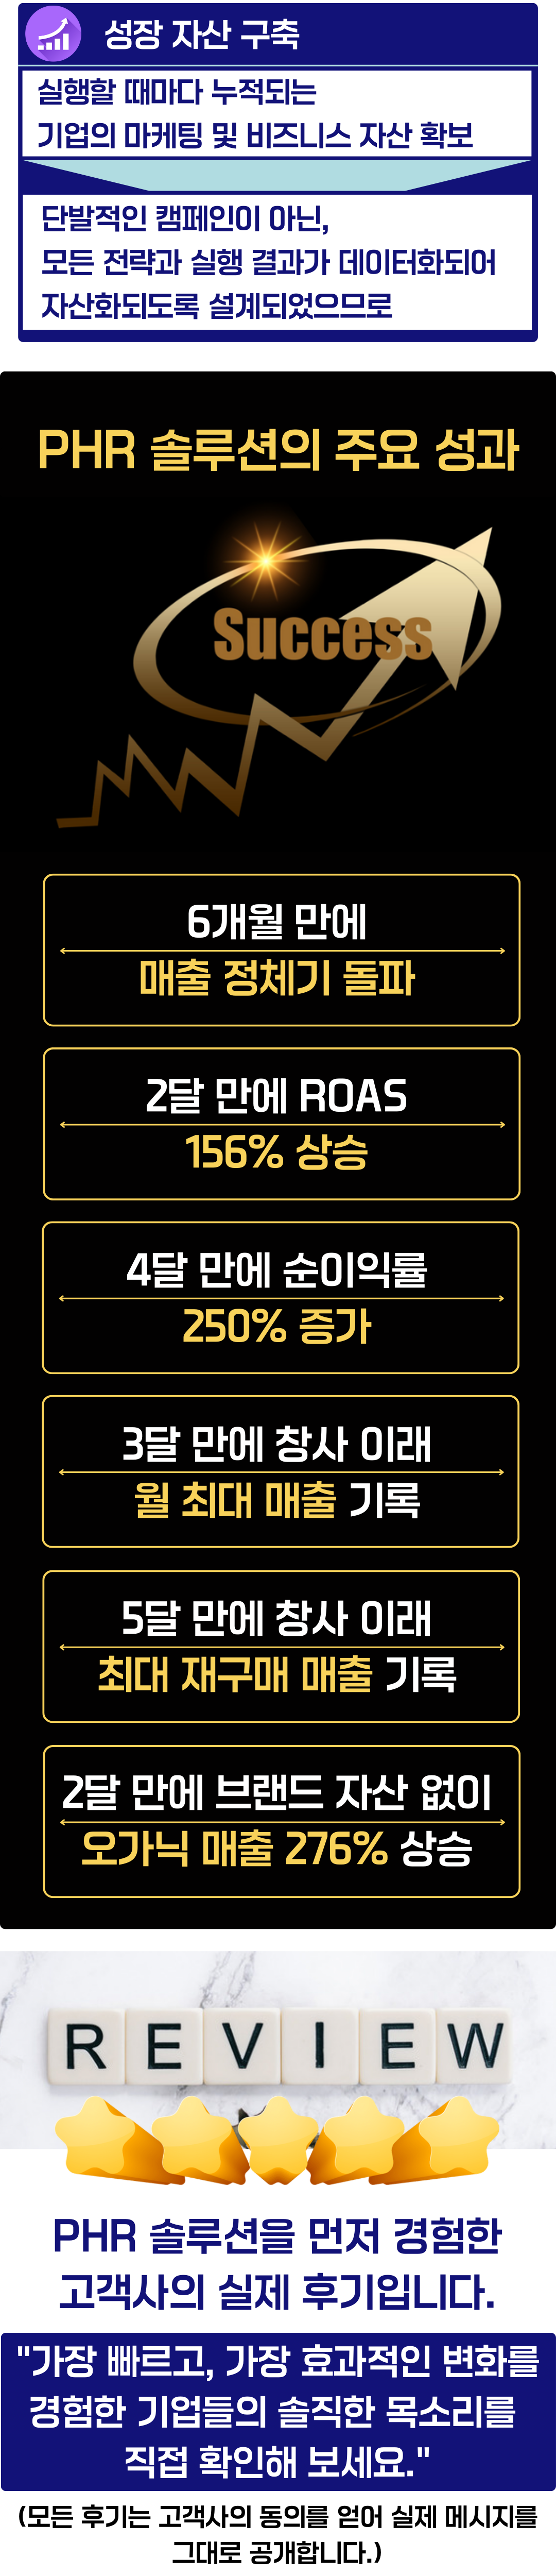 성장 자산 구축
실행할 때마다 누적되는
기업의 마케팅 및 비즈니스 자산 확보
단발적인 캠페인이 아닌,
모든 전략과 실행 결과가 데이터화되어
자산화되도록 설계되었으므로
PHR 솔루션의 주요 성과
Success
6개월 만에
매출 정체기 돌파
2달 만에 ROAS
156% 상승
4달 만에 순이익률
250% 증가
3달 만에 창사 이래
월 최대 매출 기록
5달 만에 창사 이래
최대 재구매 매출 기록
2달 만에 브랜드 자산 없이
오가닉 매출 276% 상승
REVIEW
PHR 솔루션을 먼저 경험한
고객사의 실제 후기입니다.
"가장 빠르고, 가장 효과적인 변화를
경험한 기업들의 솔직한 목소리를
직접 확인해 보세요."
(모든 후기는 고객사의 동의를 얻어 실제 메시지를
그대로 공개합니다.)